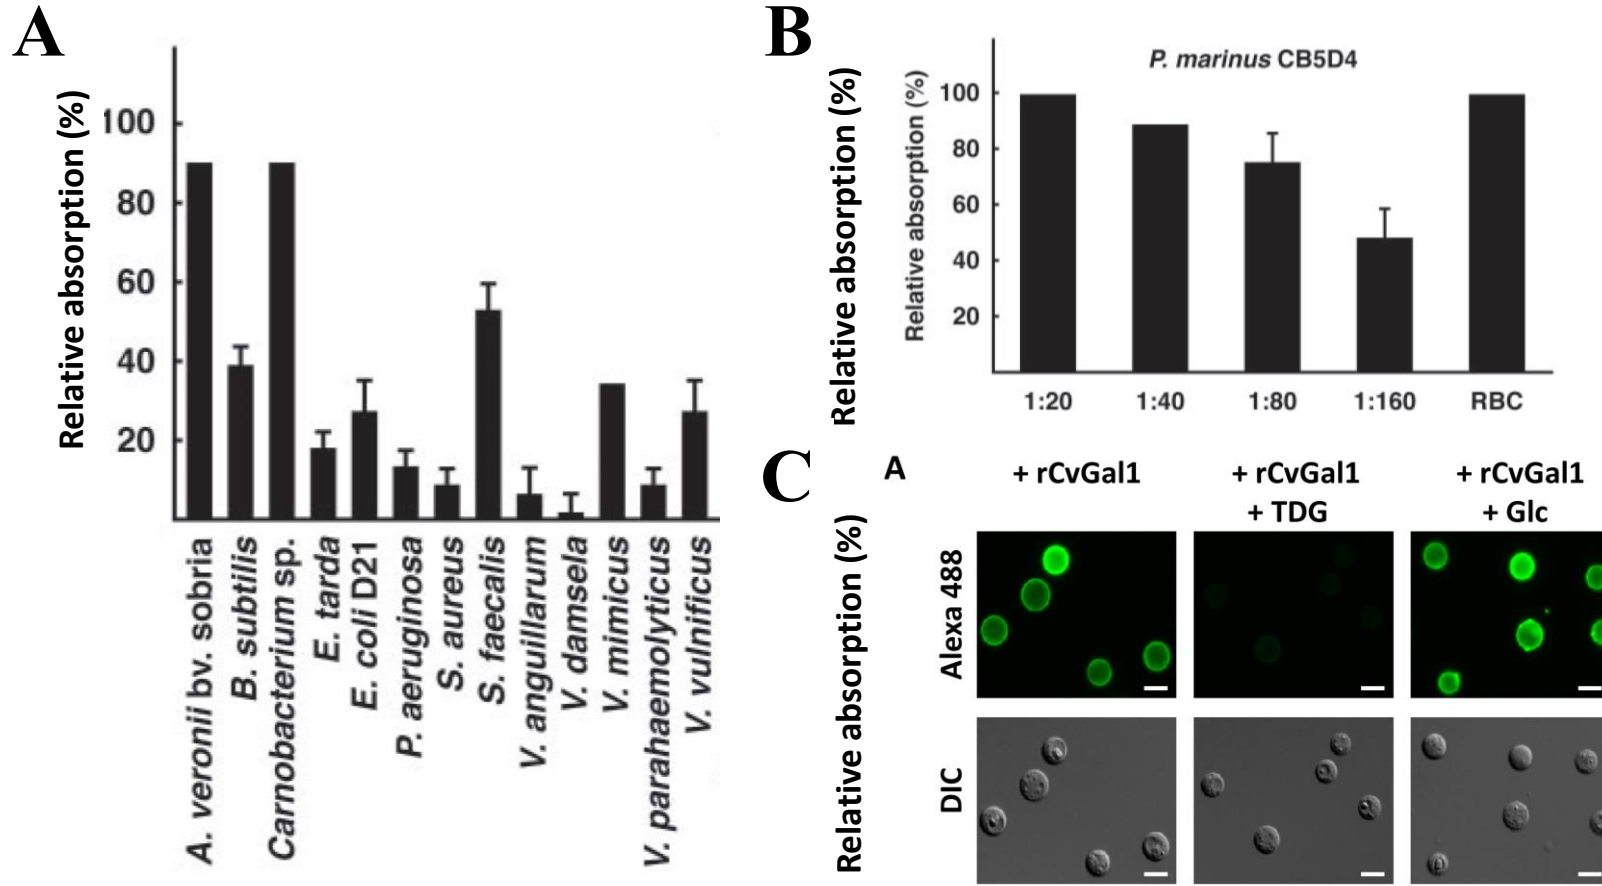 A
Relative absorption (%)
100
80
60
40
20
A. veronii bv. sobria
B. subtilis
Carnobacterium sp.
E. tarda
E. coli D21
P. aeruginosa
S. aureus
S. faecalis
V. anguillarum
V. damsela
V. mimicus
V. parahaemolyticus
V. vulnificus
B
Relative absorption (%)
Relative absorption (%)
P. marinus CB5D4
100
80
60
40
20
1:20 1:40 1:80 1:160 RBC
C
Relative absorption (%)
A
+ rCvGal1
+ rCvGal1
+ TDG
+ rCvGal1
+ Glc
Alexa 488
DIC